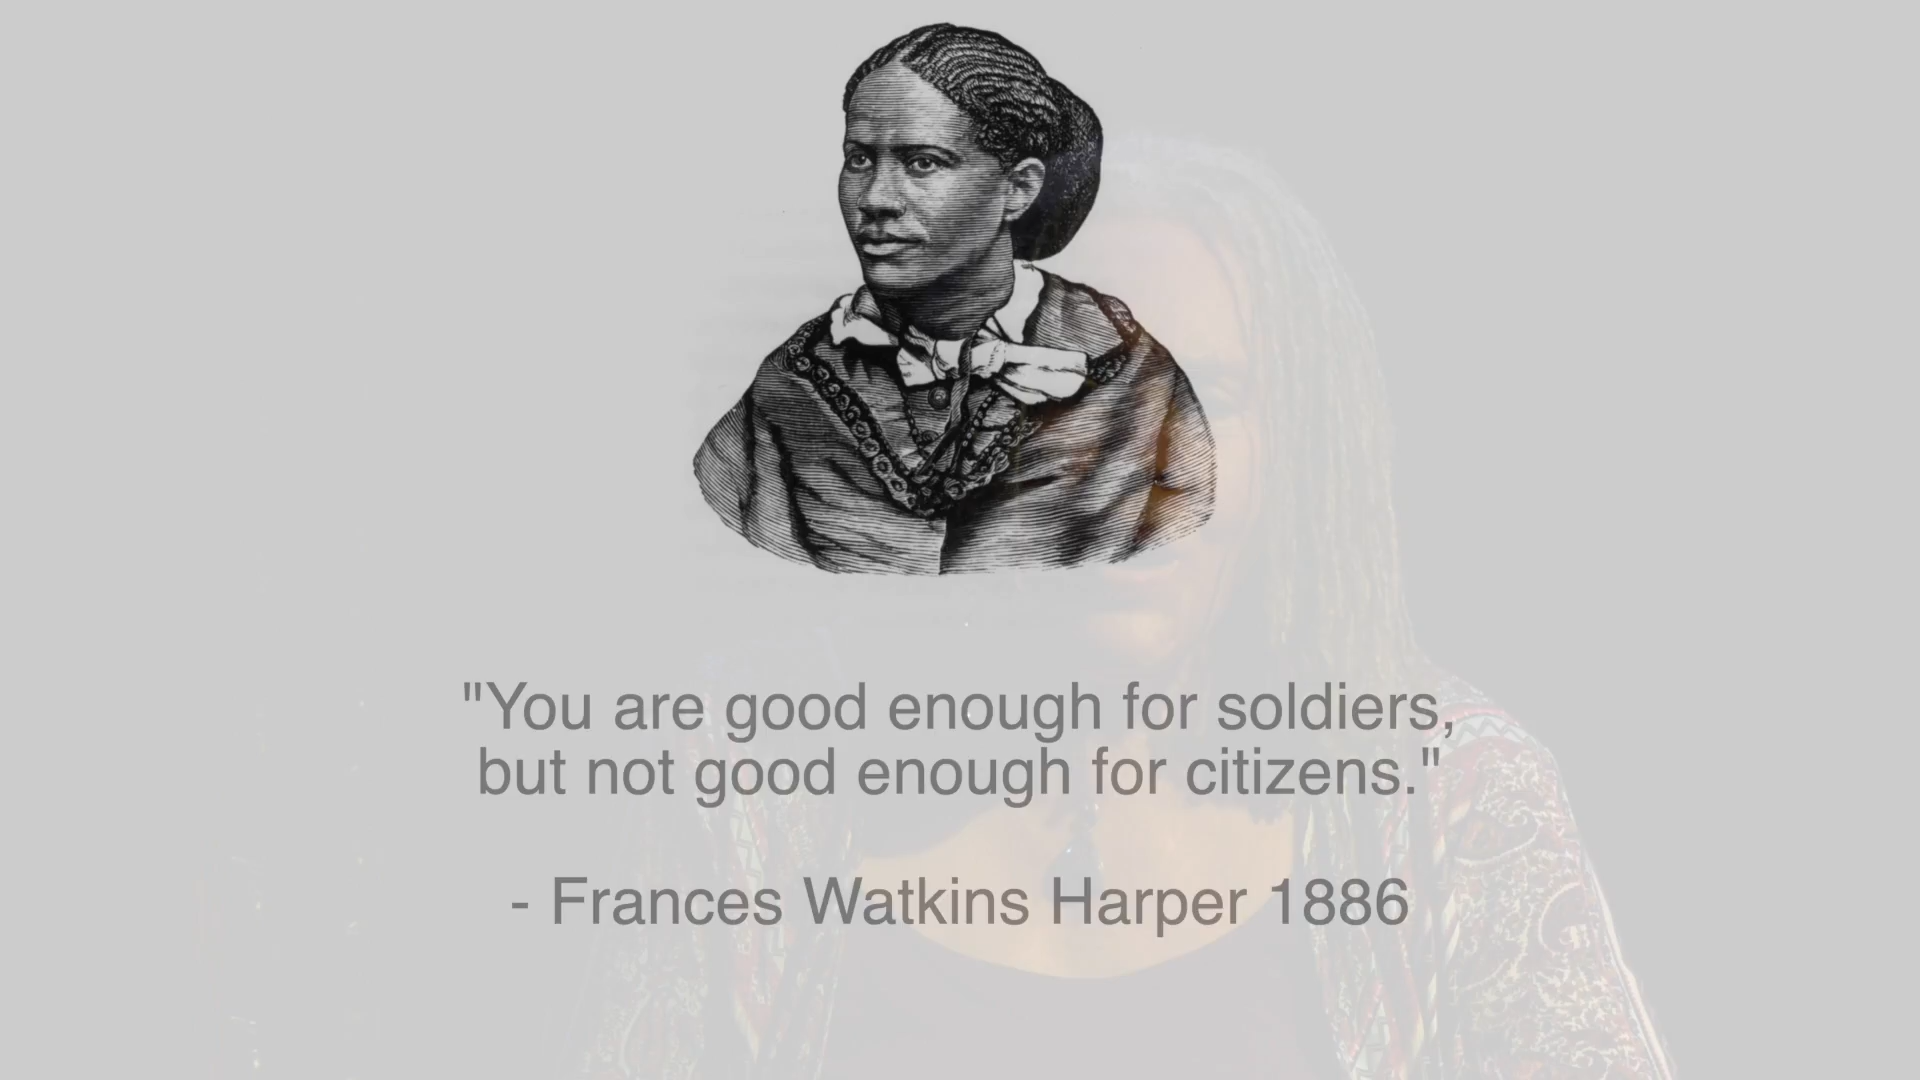 "You are good enough for soldiers,
but not good enough for citizens."
- Frances Watkins Harper 1886